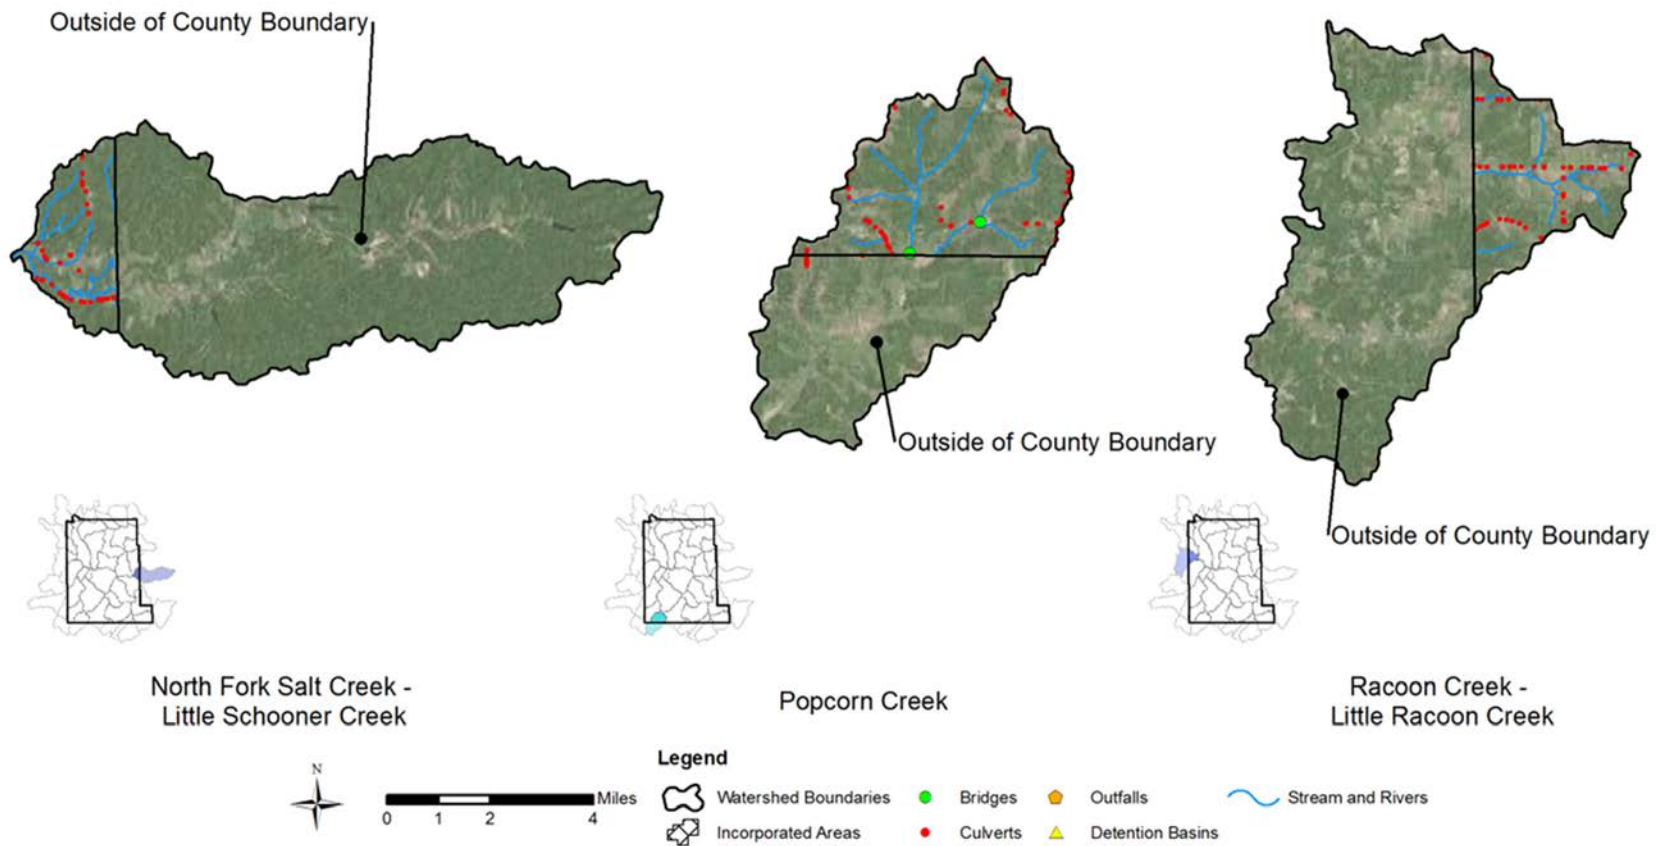 Outside of County Boundary
Outside of County Boundary
Outside of County Boundary
North Fork Salt Creek -
Little Schooner Creek
Popcorn Creek
Racoon Creek -
Little Racoon Creek
N
Miles
0 1 2 4
Legend
Watershed Boundaries
Bridges
Outfalls
Stream and Rivers
Incorporated Areas
Culverts
Detention Basins